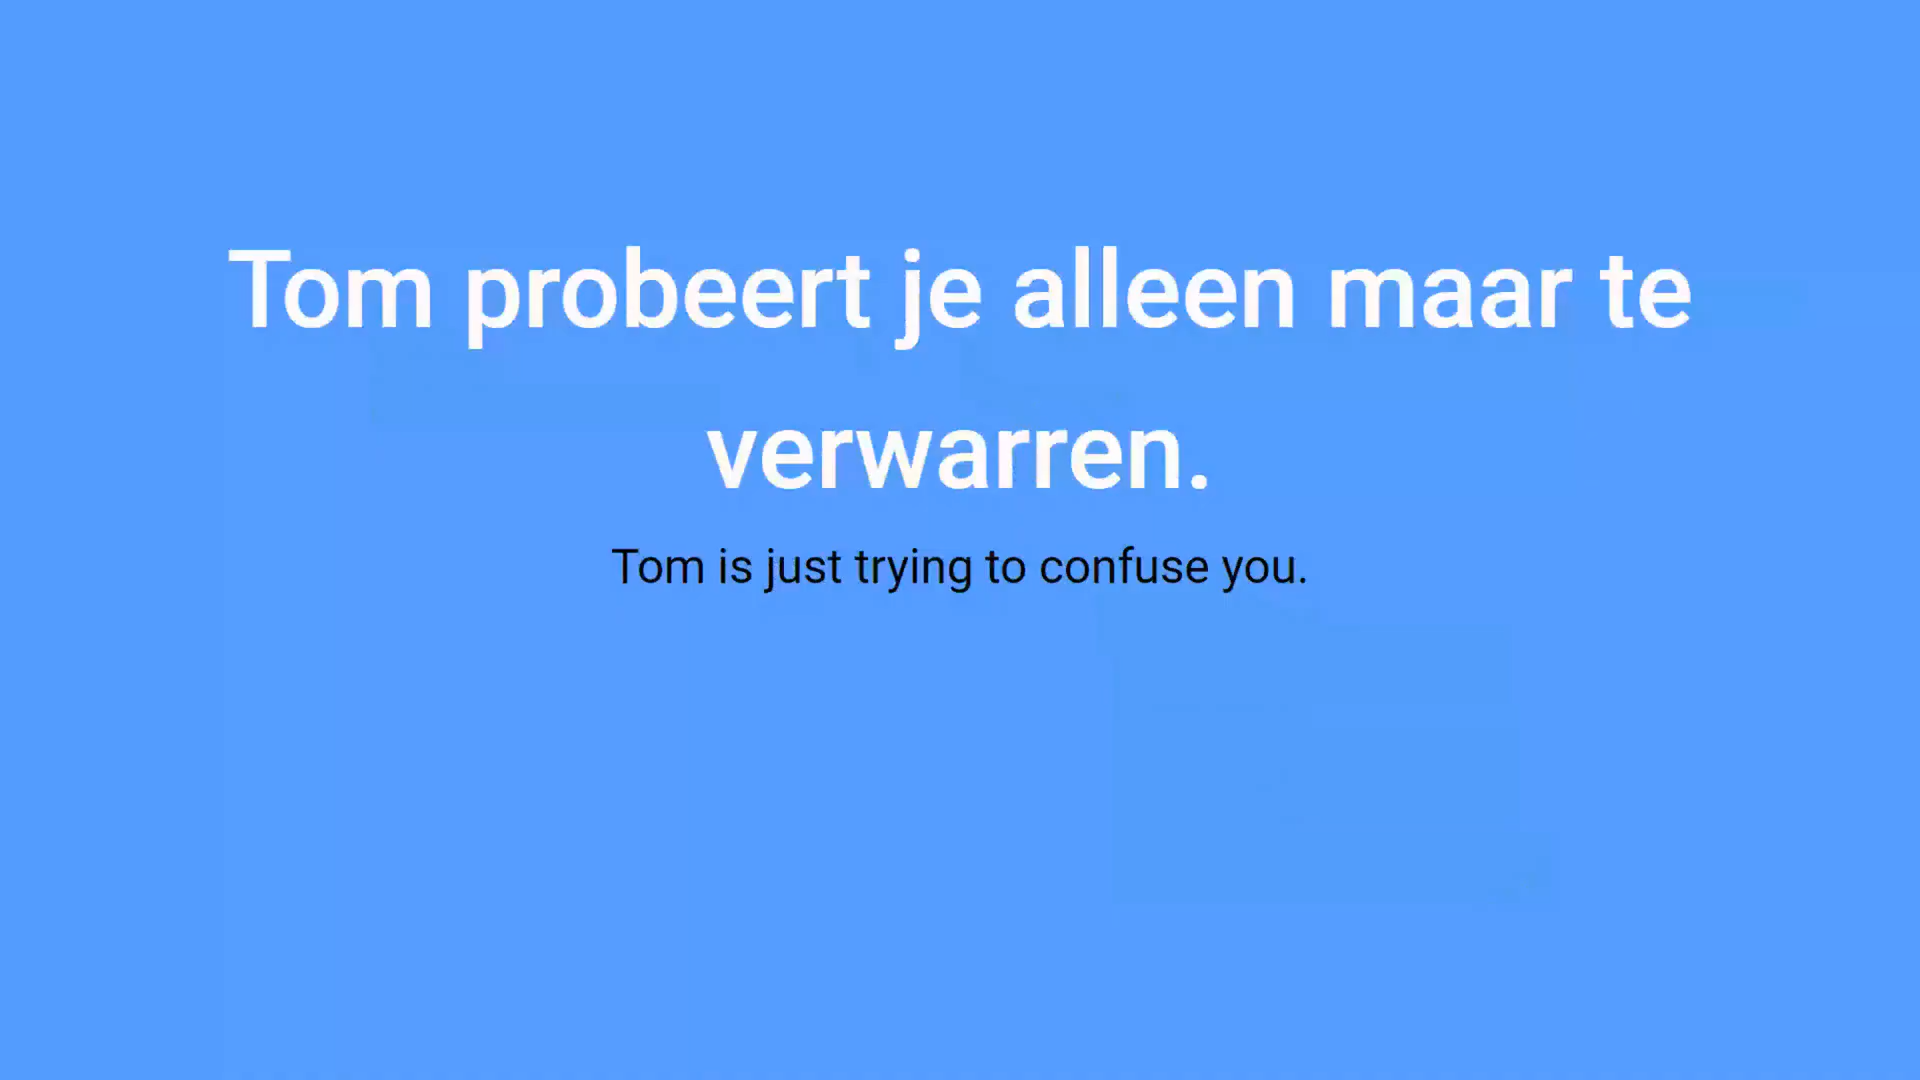 Tom probeert je alleen maar te
verwarren.
Tom is just trying to confuse you.